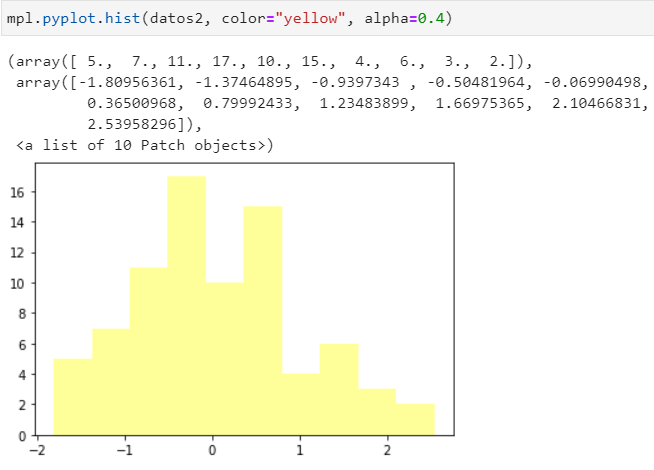 mpl.pyplot.hist(datos2, color="yellow", alpha=0.4)
(array([ 5.,  7., 11., 17., 10., 15.,  4.,  6.,  3.,  2.]),
 array([-1.80956361, -1.37464895, -0.9397343 , -0.50481964, -0.06990498,
         0.36500968,  0.79992433,  1.23483899,  1.66975365,  2.10466831,
         2.53958296]),
 <a list of 10 Patch objects>)
16
14
12
10
8
6
4
2
0
−2 −1 0 1 2